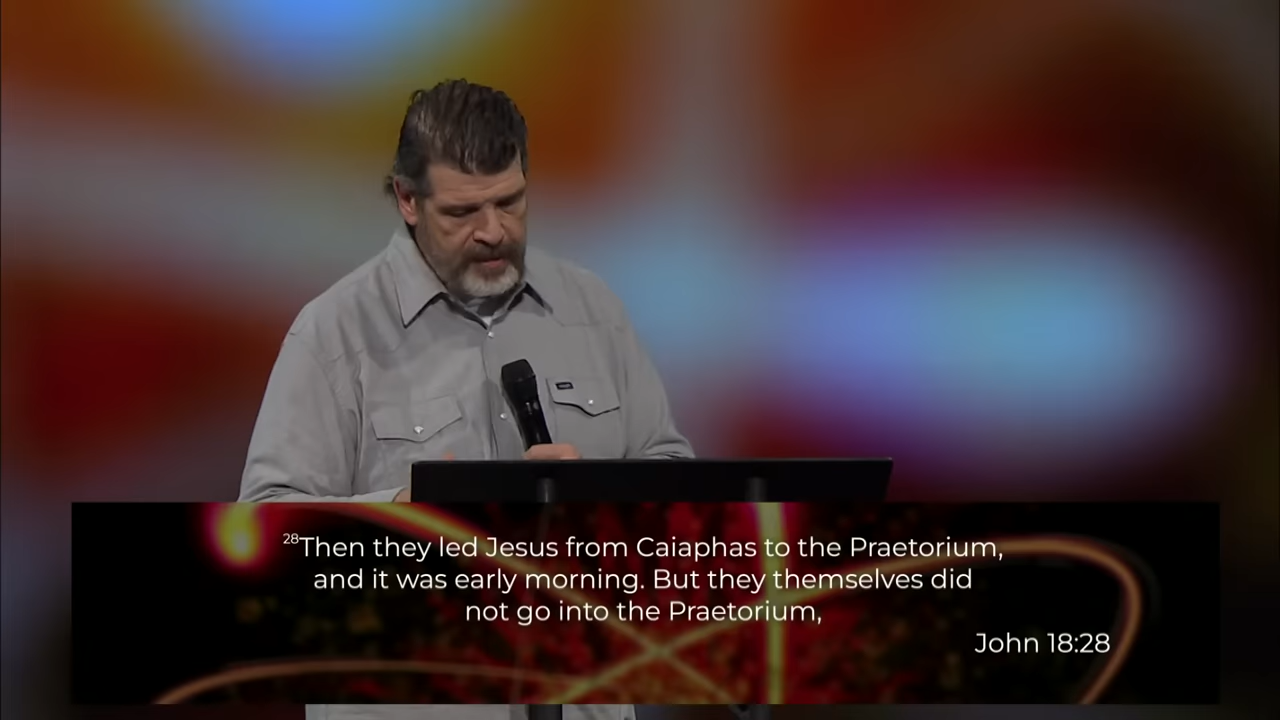 28Then they led Jesus from Caiaphas to the Praetorium,
and it was early morning. But they themselves did
not go into the Praetorium,
John 18:28